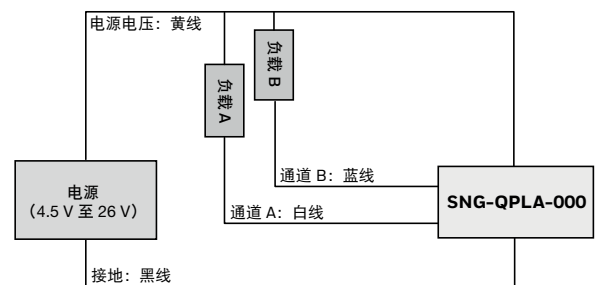 电源电压：黄线
负载 B
负载 A
通道 B：蓝线
电源
（4.5 V 至 26 V）
SNG-QPLA-000
通道 A：白线
接地：黑线